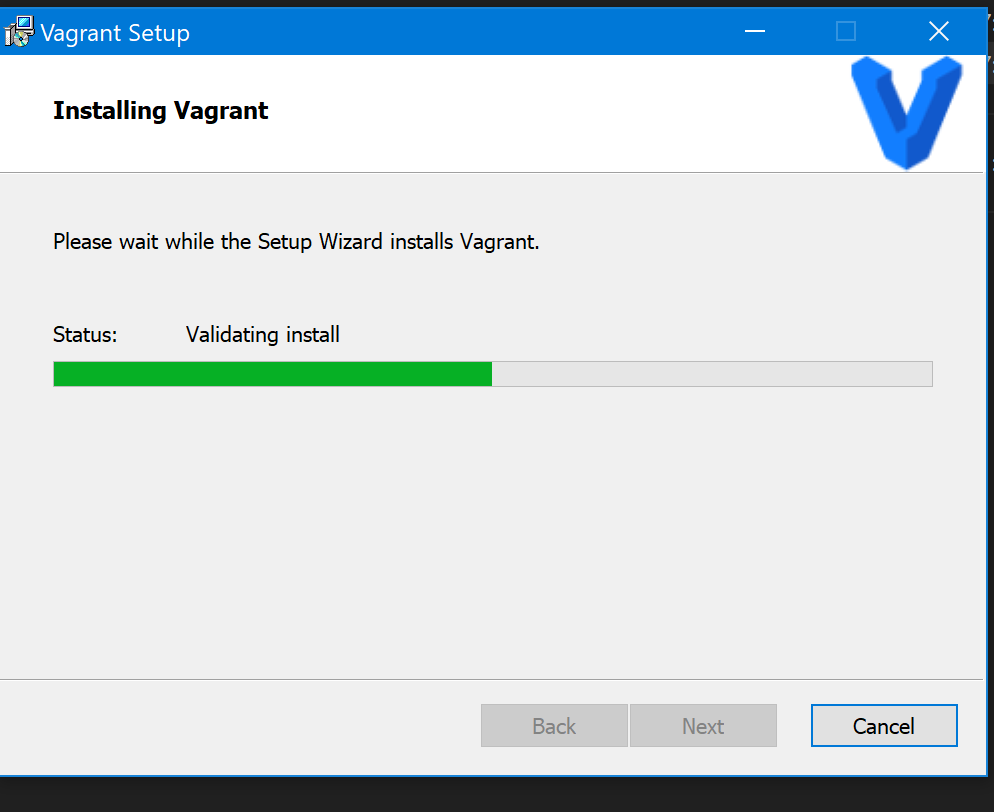 Vagrant Setup
Installing Vagrant
Please wait while the Setup Wizard installs Vagrant.
Status: Validating install
Back Next Cancel